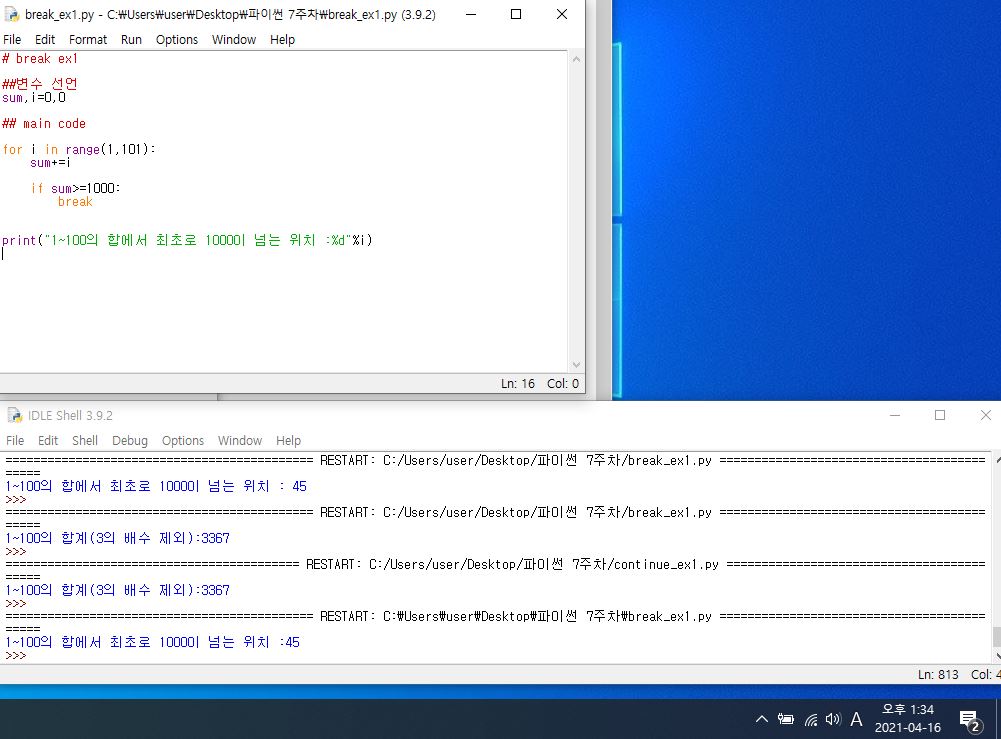 break_ex1.py - C:₩Users₩user₩Desktop₩파이썬 7주차₩break_ex1.py (3.9.2)
File Edit Format Run Options Window Help
# break ex1
##변수 선언
sum,i=0,0
## main code
for i in range(1,101):
sum+=i
if sum>=1000:
break
print("1~100의 합에서 최초로 1000이 넘는 위치 :%d"%i)
Ln: 16 Col: 0
IDLE Shell 3.9.2
File Edit Shell Debug Options Window Help
============================================ RESTART: C:/Users/user/Desktop/파이썬 7주차/break_ex1.py ======================================
=====
1~100의 합에서 최초로 1000이 넘는 위치 : 45
>>>
============================================ RESTART: C:/Users/user/Desktop/파이썬 7주차/break_ex1.py ======================================
=====
1~100의 합계(3의 배수 제외):3367
>>>
========================================== RESTART: C:/Users/user/Desktop/파이썬 7주차/continue_ex1.py =====================================
=====
1~100의 합계(3의 배수 제외):3367
>>>
============================================ RESTART: C:₩Users₩user₩Desktop₩파이썬 7주차₩break_ex1.py ======================================
=====
1~100의 합에서 최초로 1000이 넘는 위치 :45
>>>
Ln: 813 Col: 4
A
오후 1:34
2021-04-16
2